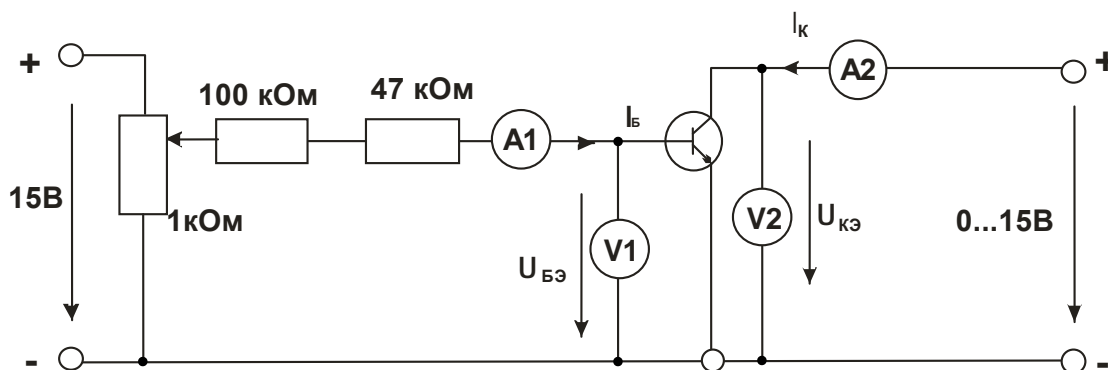 Iк
+
A2
+
100 кОм
47 кОм
A1
IБ
15В
1кОм
V1
UБЭ
V2
UКЭ
0...15В
-
-